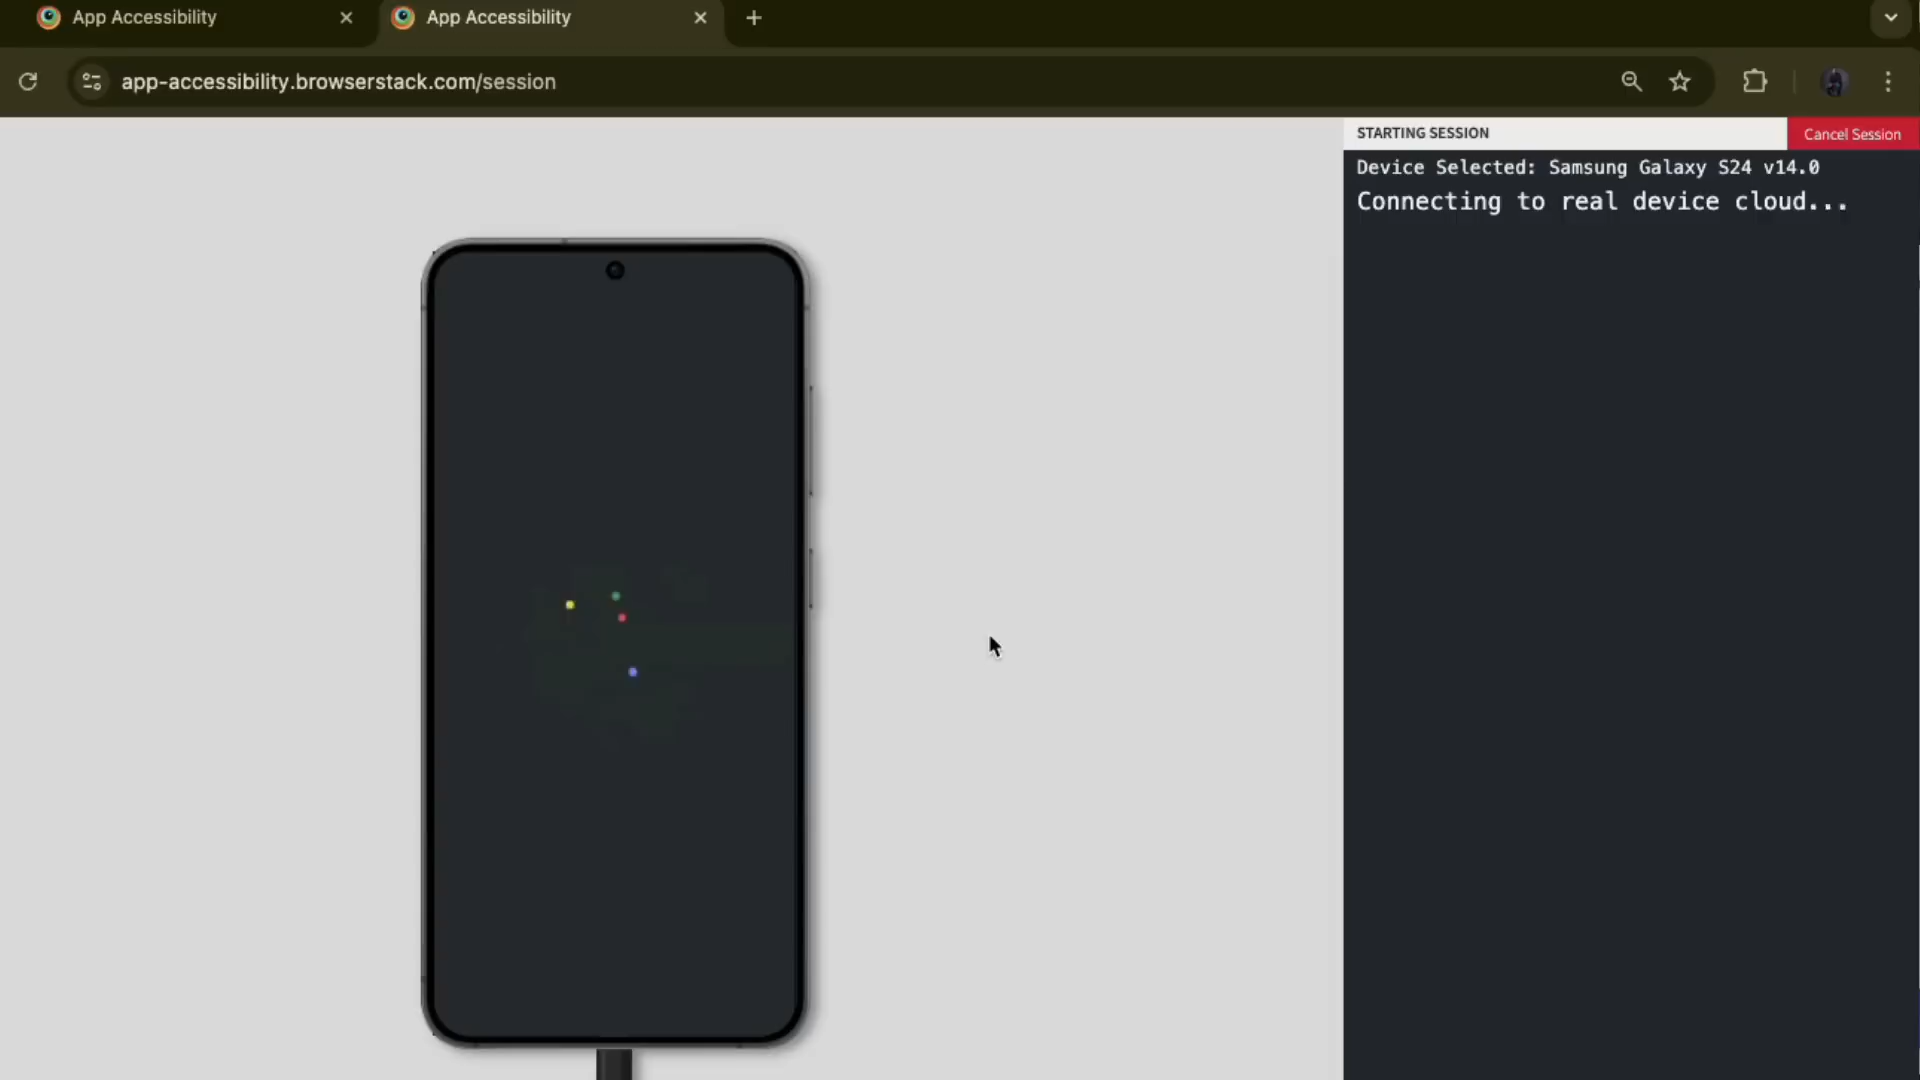 App Accessibility
App Accessibility
app-accessibility.browserstack.com/session
STARTING SESSION
Cancel Session
Device Selected: Samsung Galaxy S24 v14.0
Connecting to real device cloud...